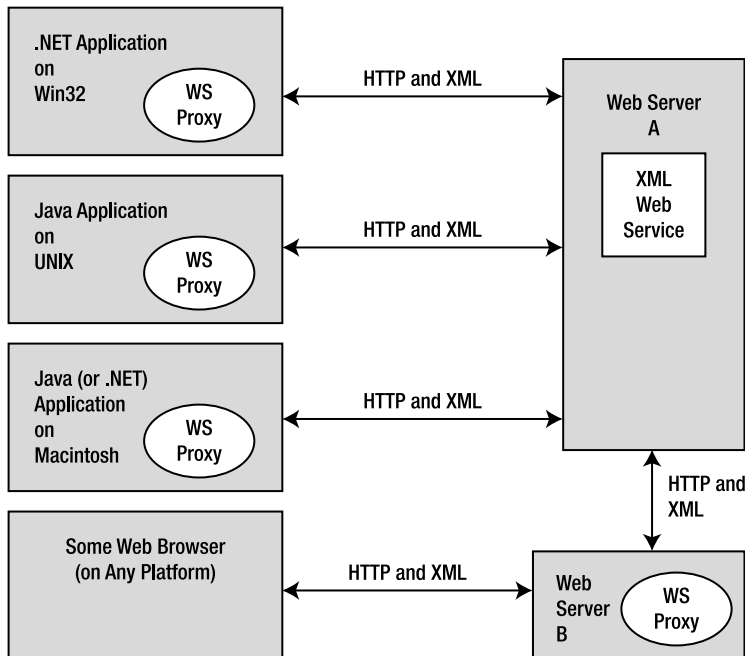 .NET Application
on
Win32
WS
Proxy
HTTP and XML
Web Server
A
XML
Web
Service
Java Application
on
UNIX
WS
Proxy
HTTP and XML
Java (or .NET)
Application
on
Macintosh
WS
Proxy
HTTP and XML
HTTP and
XML
Some Web Browser
(on Any Platform)
HTTP and XML
Web
Server
B
WS
Proxy